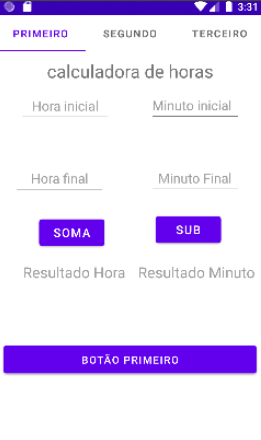 3:31
PRIMEIRO SEGUNDO TERCEIRO
calculadora de horas
Hora inicial Minuto inicial
Hora final Minuto Final
SOMA SUB
Resultado Hora Resultado Minuto
BOTÃO PRIMEIRO